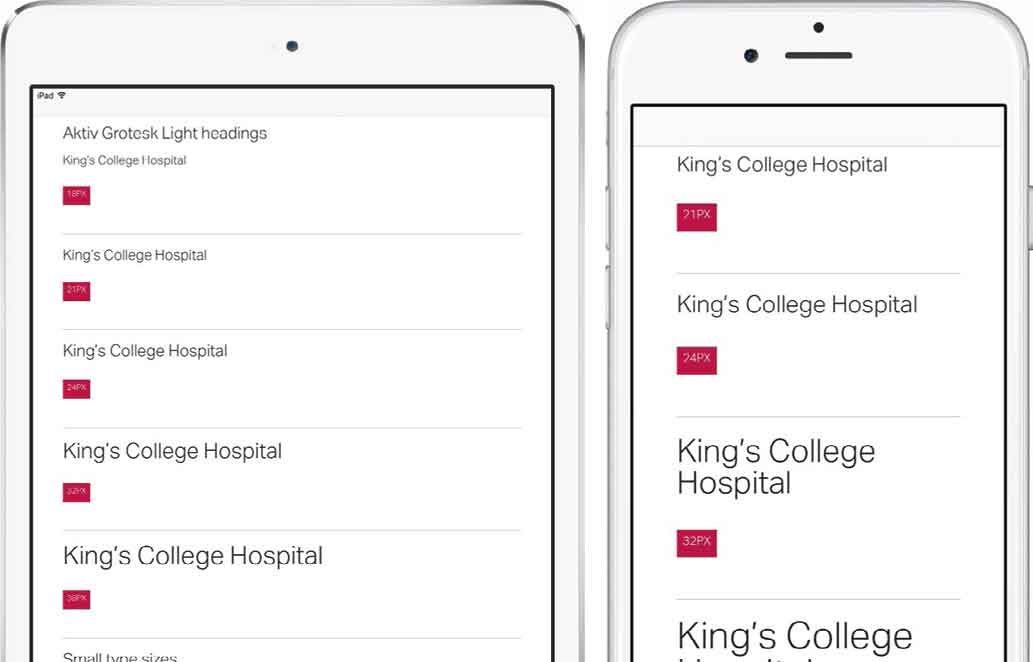 iPad
Aktiv Grotesk Light headings
King's College Hospital
18PX
King's College Hospital
21PX
King's College Hospital
24PX
King's College Hospital
32PX
King's College Hospital
38PX
Small type sizes
King's College Hospital
21PX
King's College Hospital
24PX
King's College
Hospital
32PX
King's College
Hospital